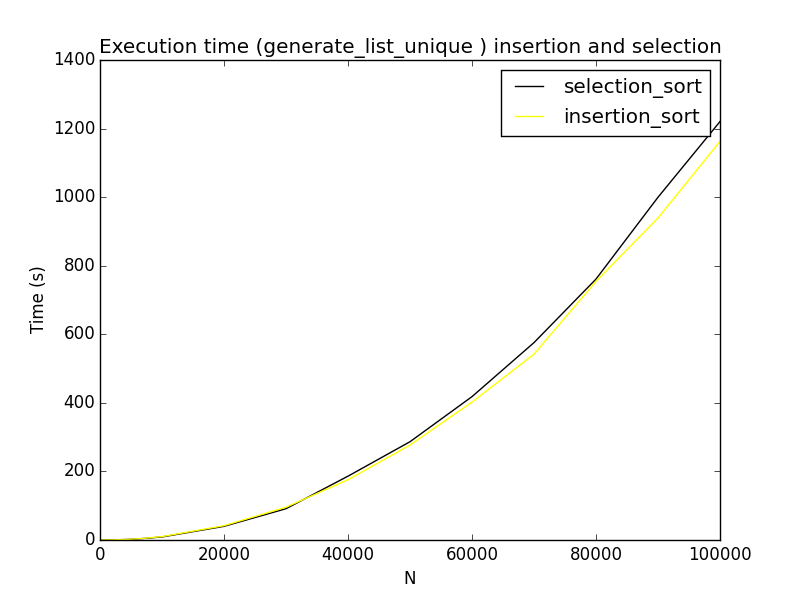 Execution time (generate_list_unique ) insertion and selection
1400
1200
1000
800
600
400
200
0
Time (s)
selection_sort
insertion_sort
0 20000 40000 60000 80000 100000
N